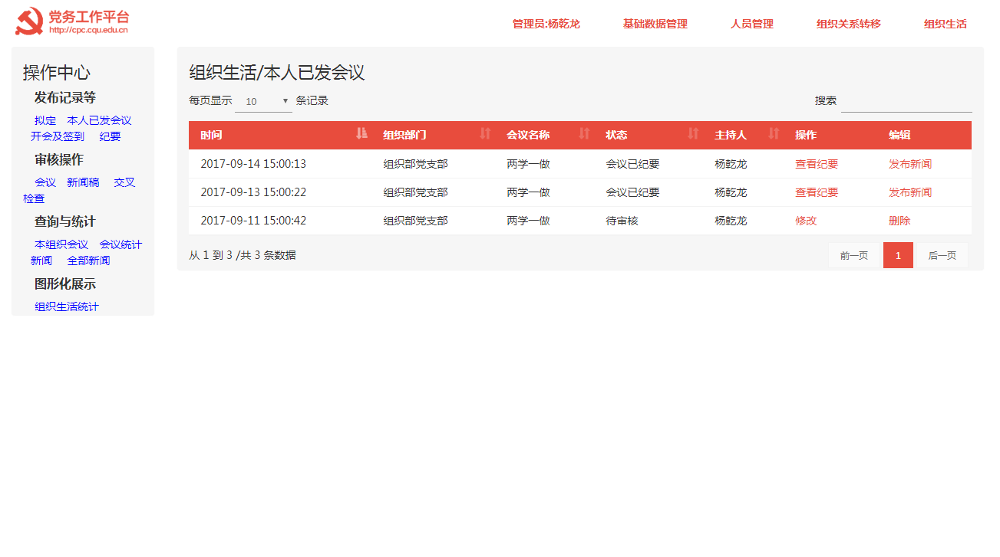 党务工作平台
http://cpc.cqu.edu.cn
管理员:杨乾龙 基础数据管理 人员管理 组织关系转移 组织生活
操作中心
发布记录等
拟定 本人已发会议
开会及签到 纪要
审核操作
会议 新闻稿 交叉
检查
查询与统计
本组织会议 会议统计
新闻 全部新闻
图形化展示
组织生活统计
组织生活/本人已发会议
每页显示 10 条记录 搜索
时间 组织部门 会议名称 状态 主持人 操作 编辑
2017-09-14 15:00:13 组织部党支部 两学一做 会议已纪要 杨乾龙 查看纪要 发布新闻
2017-09-13 15:00:22 组织部党支部 两学一做 会议已纪要 杨乾龙 查看纪要 发布新闻
2017-09-11 15:00:42 组织部党支部 两学一做 待审核 杨乾龙 修改 删除
从 1 到 3 /共 3 条数据 前一页 1 后一页